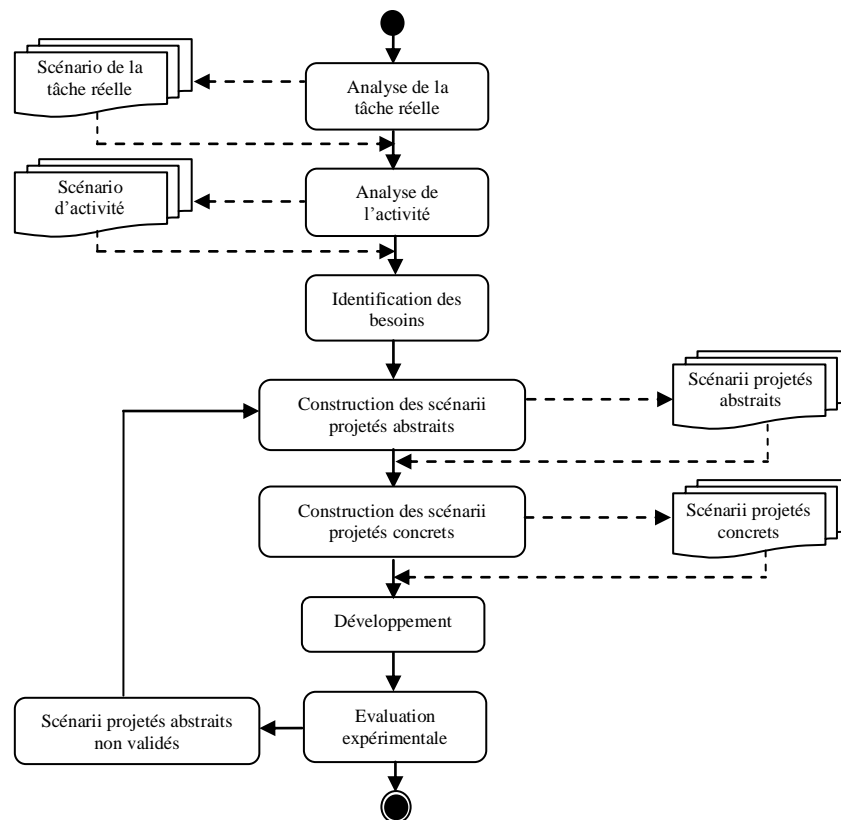 Scénario de la
tâche réelle
Analyse de la
tâche réelle
Scénario
d’activité
Analyse de
l’activité
Identification des
besoins
Construction des scénarii
projetés abstraits
Scénarii projetés
abstraits
Construction des scénarii
projetés concrets
Scénarii projetés
concrets
Développement
Scénarii projetés abstraits
non validés
Evaluation
expérimentale